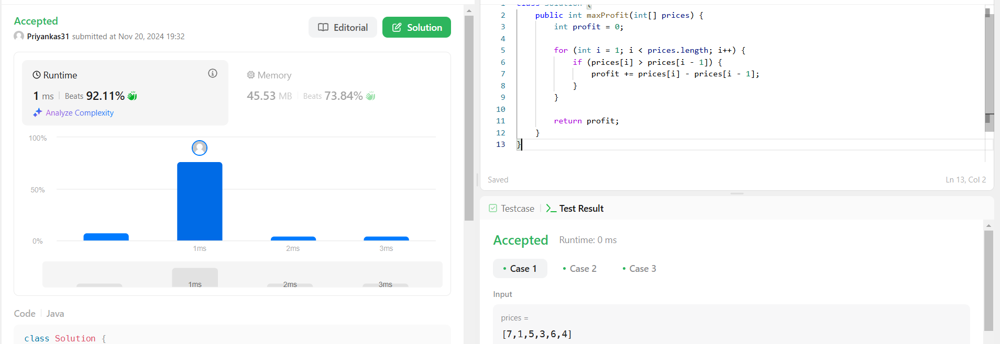 Accepted
Priyankas31 submitted at Nov 20, 2024 19:32
Editorial
Solution
Runtime
1 ms | Beats 92.11%
Analyze Complexity
Memory
45.53 MB | Beats 73.84%
100%
50%
0%
1ms 2ms 3ms
1ms 2ms 3ms
Code | Java
class Solution {
1 class Solution {
2 public int maxProfit(int[] prices) {
3 int profit = 0;
4
5 for (int i = 1; i < prices.length; i++) {
6 if (prices[i] > prices[i - 1]) {
7 profit += prices[i] - prices[i - 1];
8 }
9 }
10
11 return profit;
12 }
13 }
Saved
Ln 13, Col 2
Testcase | >_ Test Result
Accepted Runtime: 0 ms
• Case 1 • Case 2 • Case 3
Input
prices =
[7,1,5,3,6,4]